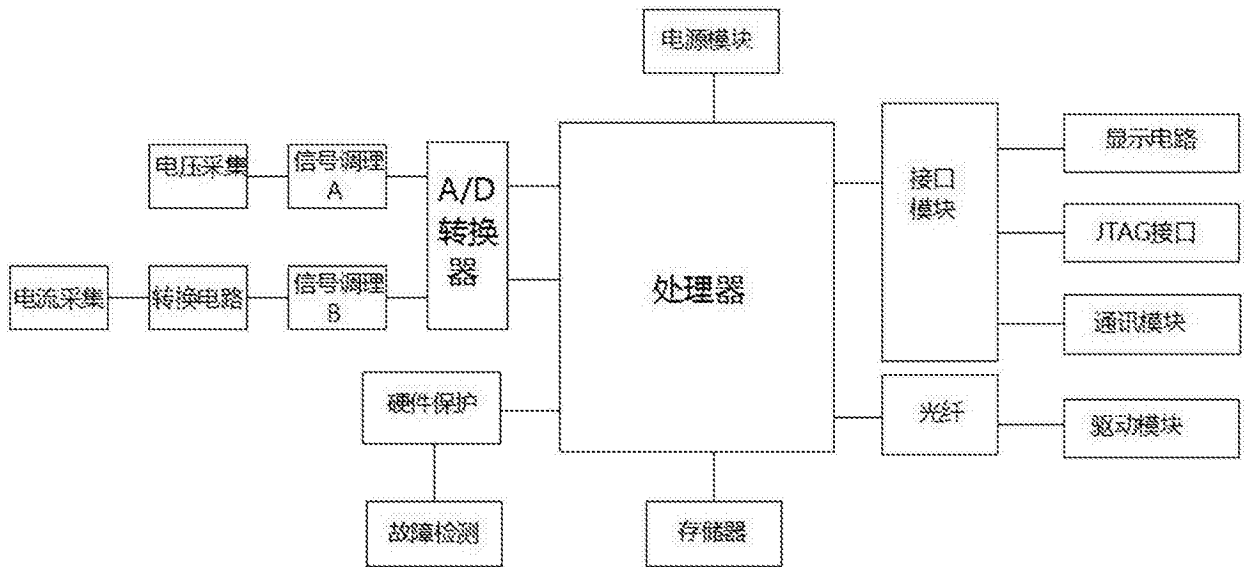 电源模块
电压采集
信号调理
A
A/D
转换
器
电流采集
转换电路
信号调理
B
处理器
接口
模块
显示电路
JTAG接口
通讯模块
硬件保护
光纤
驱动模块
故障检测
存储器